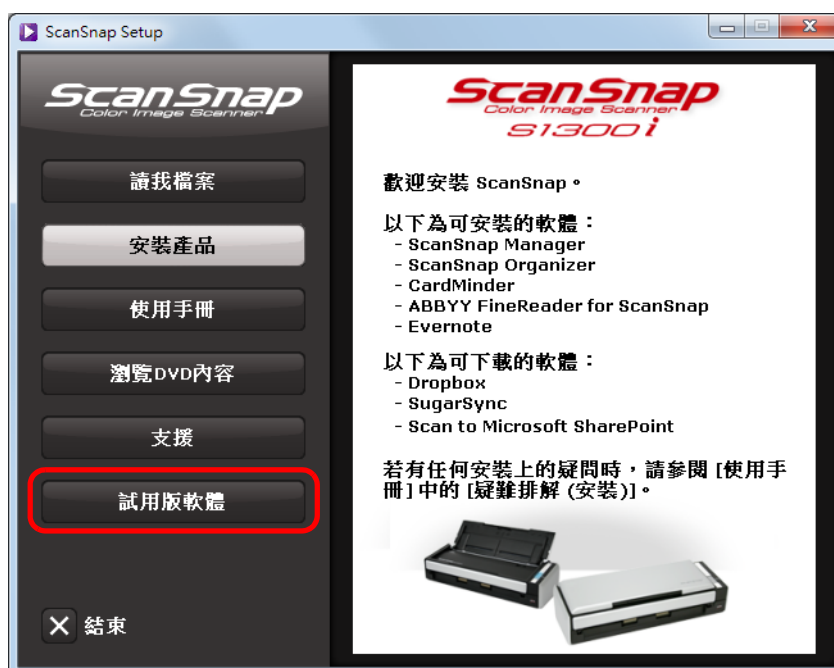 ScanSnap Setup
ScanSnap
Color Image Scanner
讀我檔案
安裝產品
使用手冊
瀏覽DVD內容
支援
試用版軟體
結束
ScanSnap
Color Image Scanner
S1300i
歡迎安裝 ScanSnap。
以下為可安裝的軟體：
- ScanSnap Manager
- ScanSnap Organizer
- CardMinder
- ABBYY FineReader for ScanSnap
- Evernote
以下為可下載的軟體：
- Dropbox
- SugarSync
- Scan to Microsoft SharePoint
若有任何安裝上的疑問時，請參閱 [使用手
冊] 中的 [疑難排解 (安裝)]。